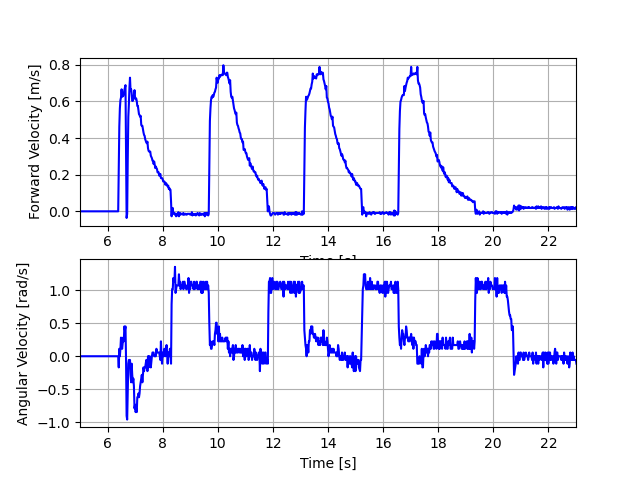 Forward Velocity [m/s]
0.8
0.6
0.4
0.2
0.0
6 8 10 12 14 16 18 20 22
Time [s]
Angular Velocity [rad/s]
1.0
0.5
0.0
−0.5
−1.0
6 8 10 12 14 16 18 20 22
Time [s]